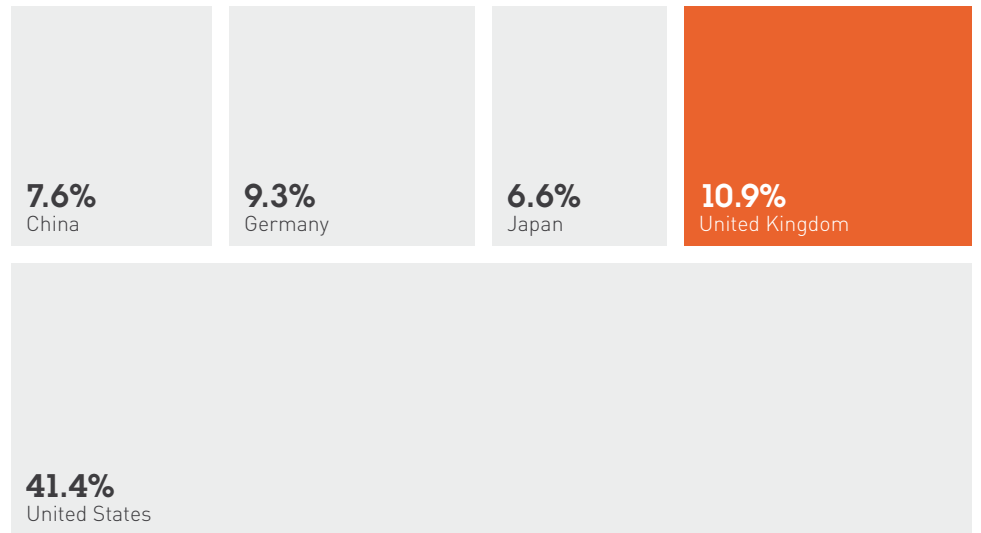 7.6%
China
9.3%
Germany
6.6%
Japan
10.9%
United Kingdom
41.4%
United States